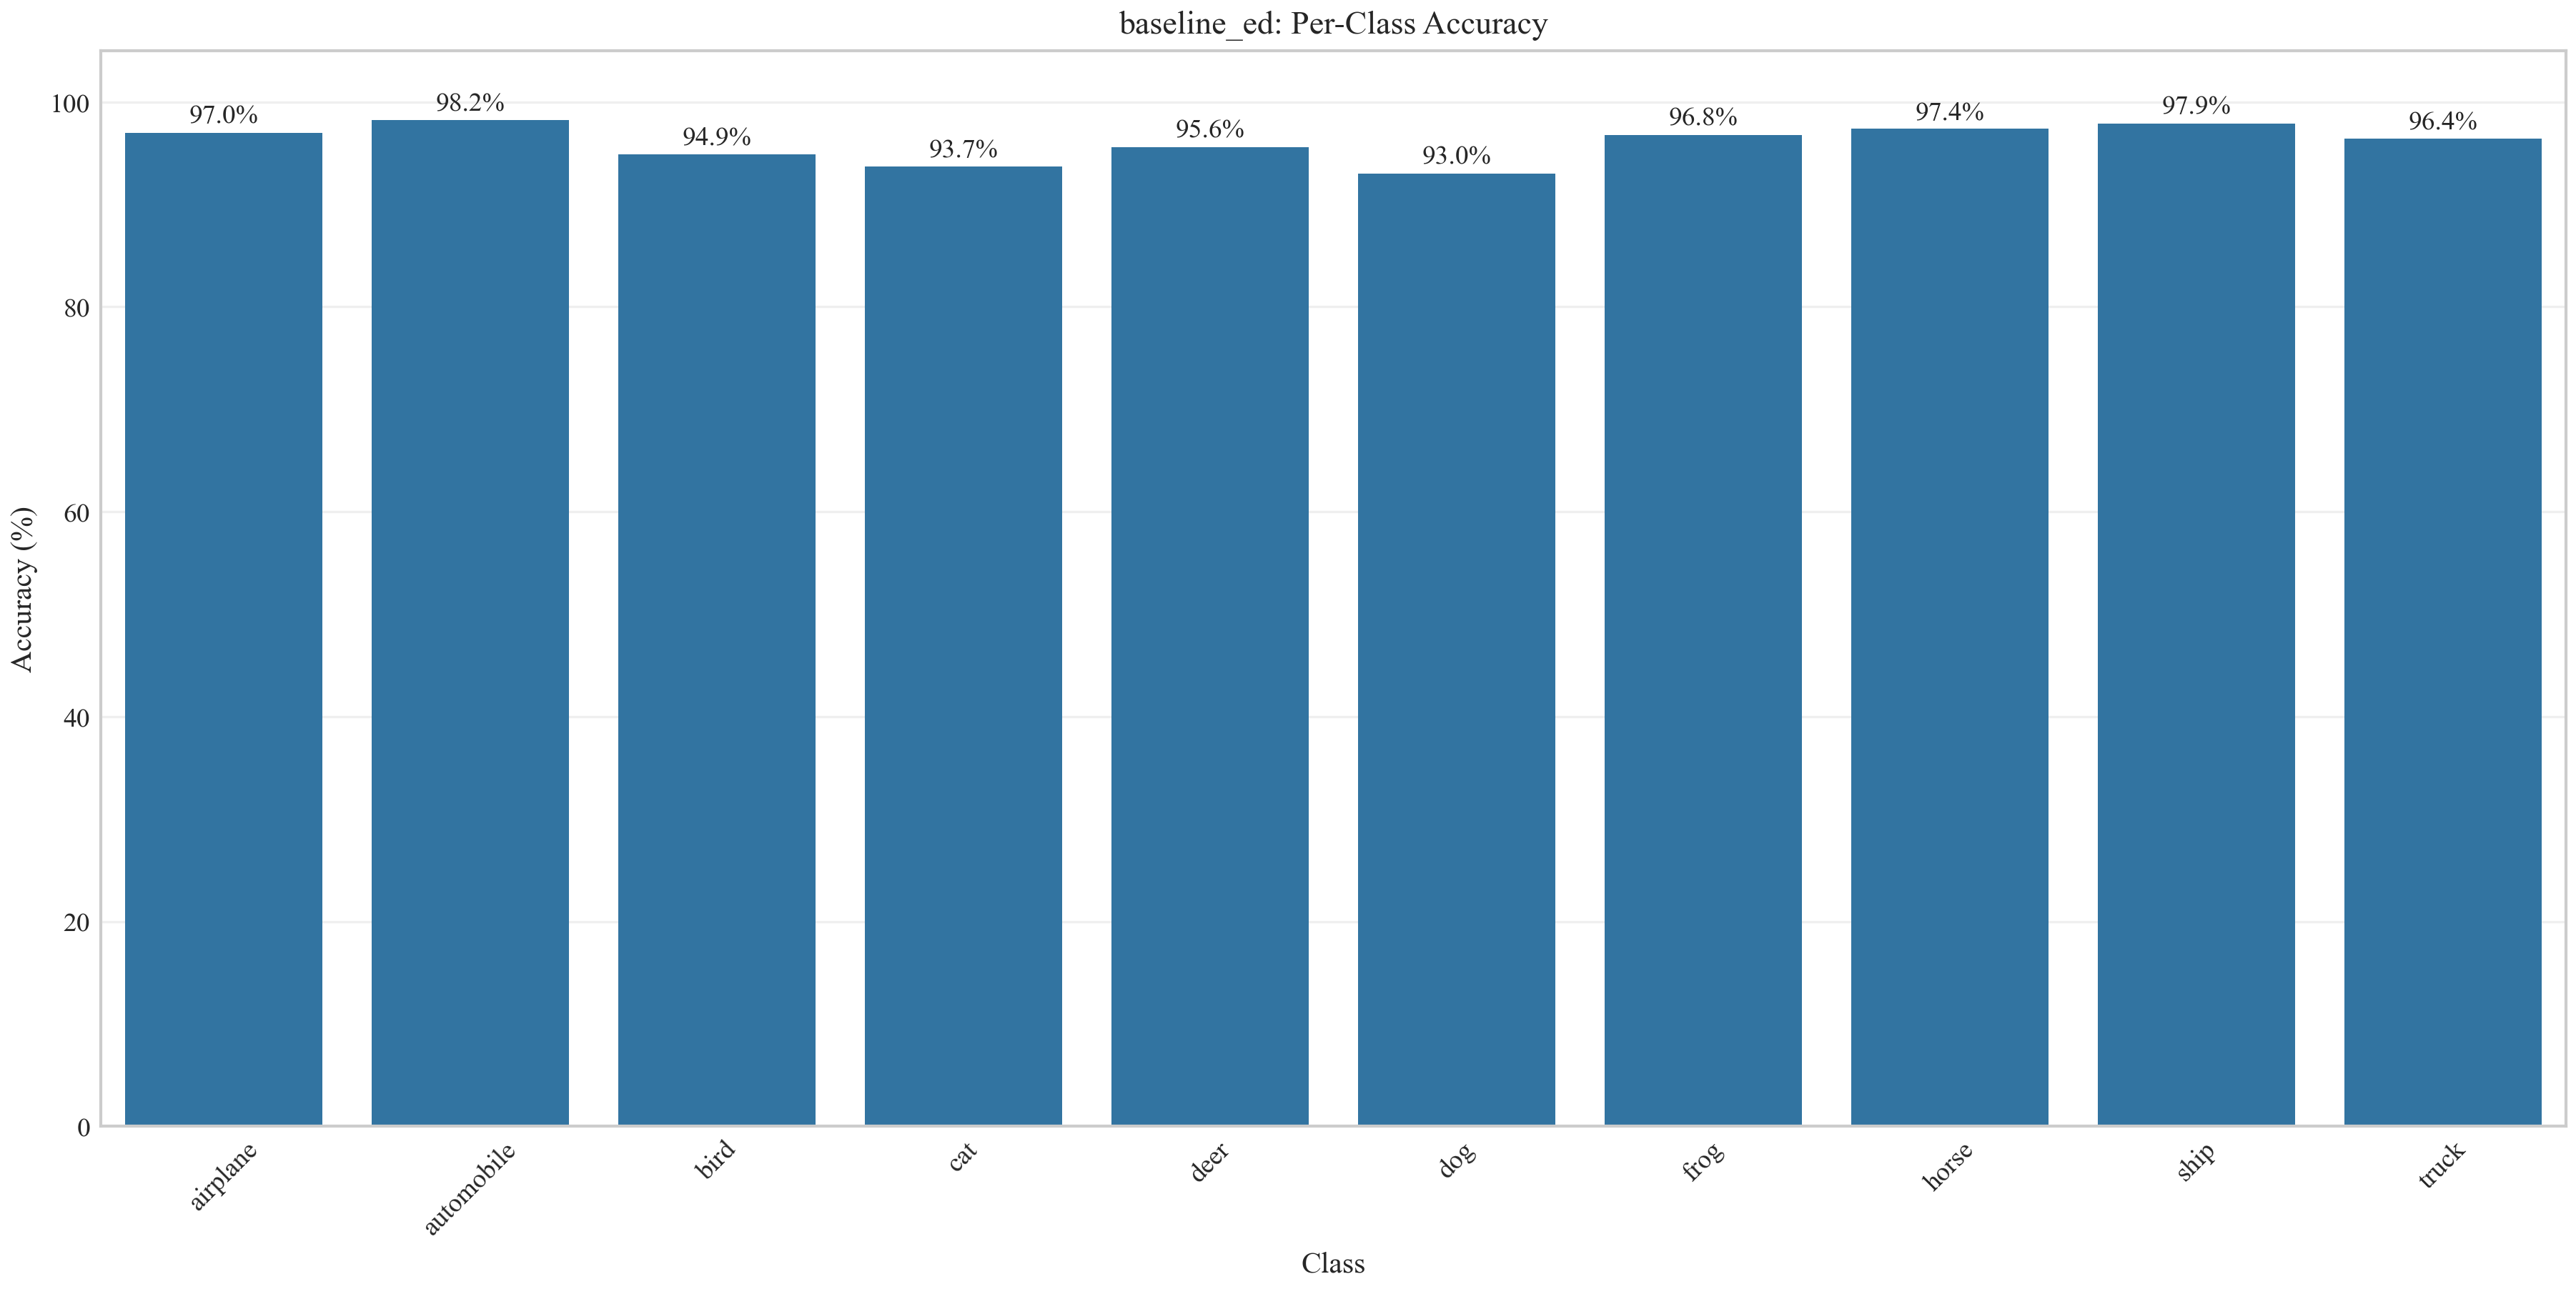 baseline_ed: Per-Class Accuracy
Accuracy (%)
100
80
60
40
20
0
97.0%
98.2%
94.9%
93.7%
95.6%
93.0%
96.8%
97.4%
97.9%
96.4%
airplane
automobile
bird
cat
deer
dog
frog
horse
ship
truck
Class